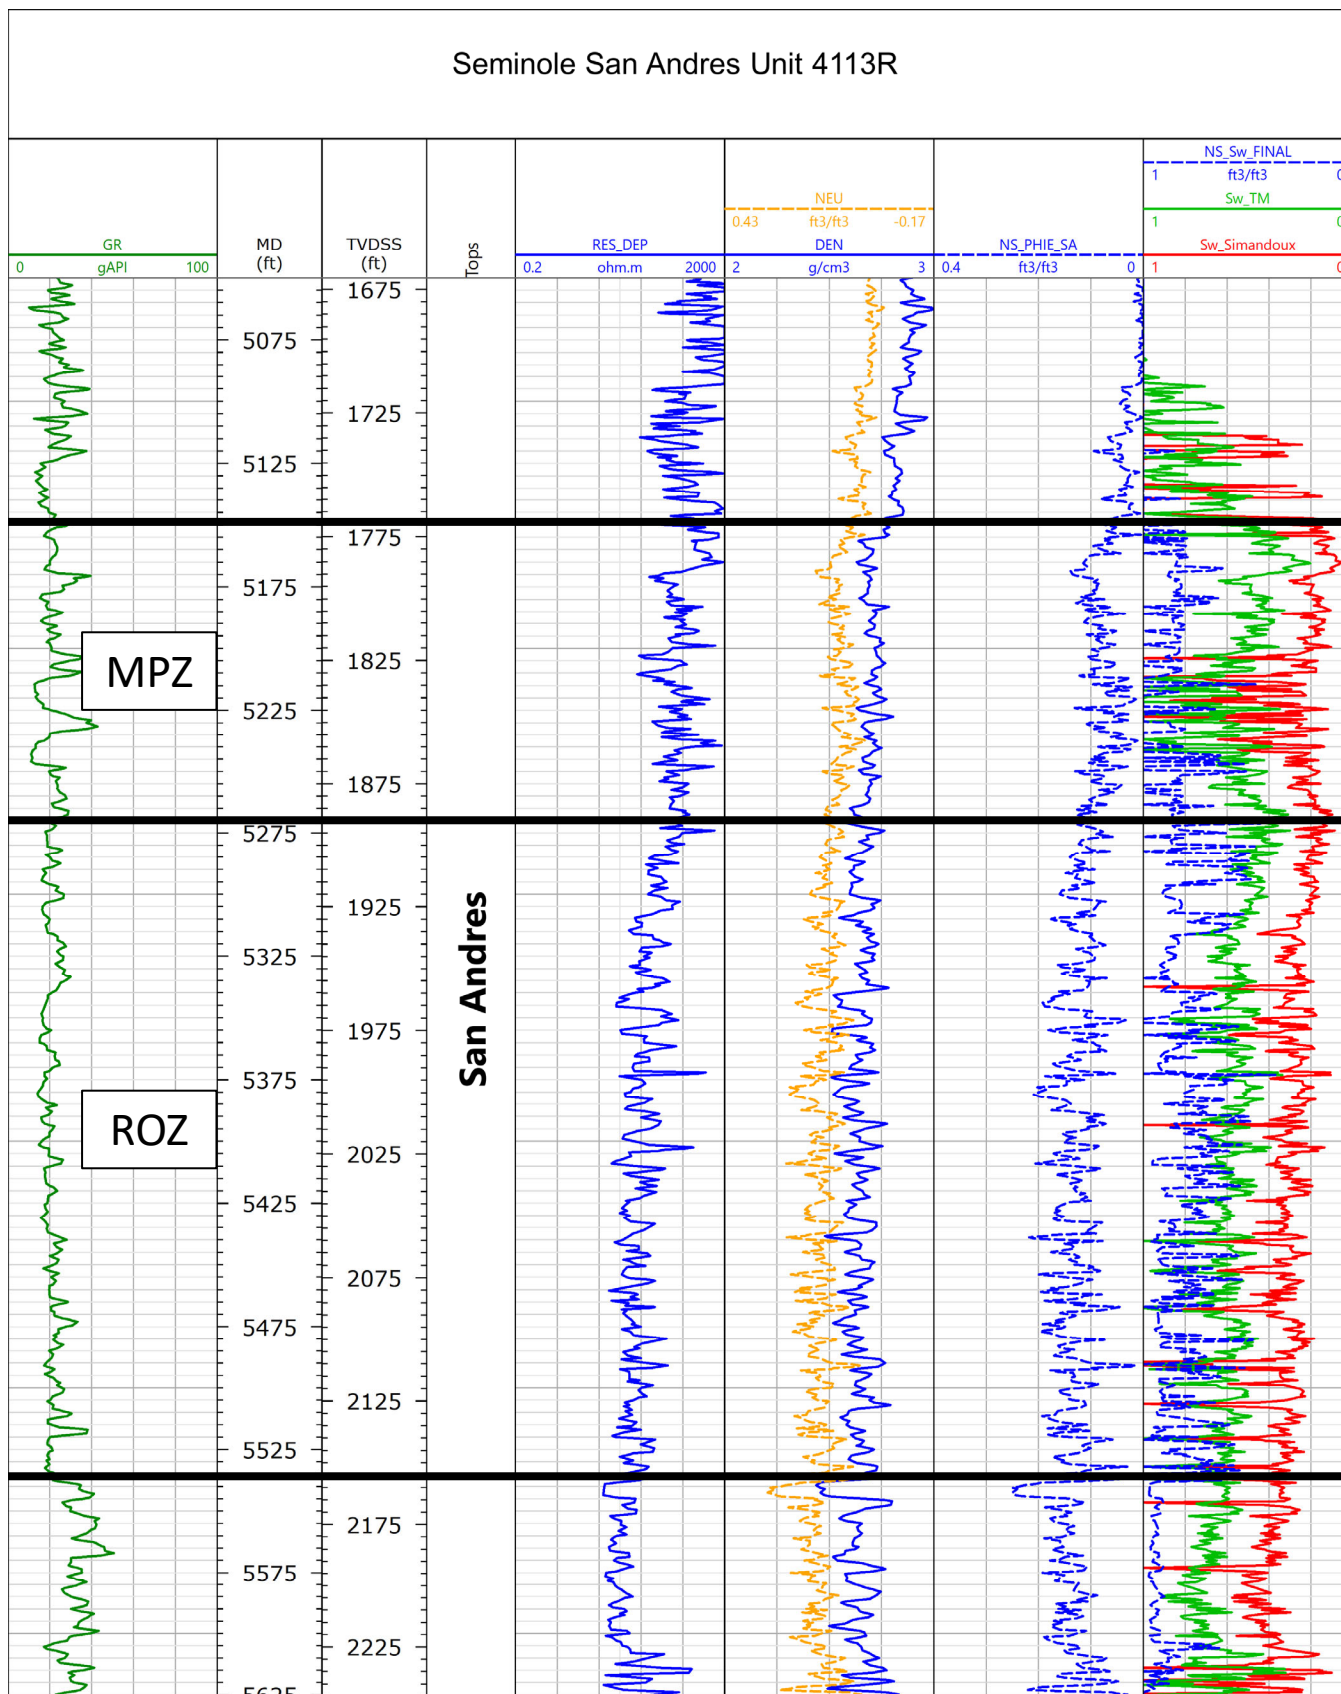 Seminole San Andres Unit 4113R
NS_Sw_FINAL
1 ft3/ft3 0
NEU
0.43 ft3/ft3 -0.17
Sw_TM
1 0
GR
0 gAPI 100
MD
(ft)
TVDSS
(ft)
Tops
RES_DEP
0.2 ohm.m 2000
DEN
2 g/cm3 3
NS_PHIE_SA
0.4 ft3/ft3 0
Sw_Simandoux
1 0
1675
5075
1725
5125
1775
5175
MPZ
1825
5225
1875
5275
San Andres
1925
5325
1975
5375
ROZ
2025
5425
2075
5475
2125
5525
2175
5575
2225